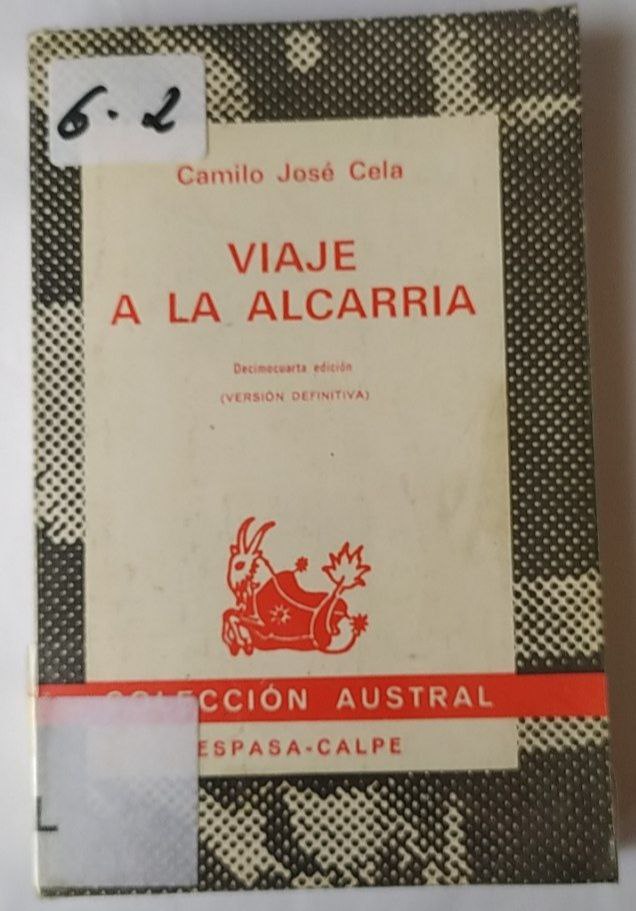 6-2
Camilo José Cela
VIAJE
A LA ALCARRIA
Decimocuarta edición
(VERSIÓN DEFINITIVA)
COLECCIÓN AUSTRAL
ESPASA-CALPE
L